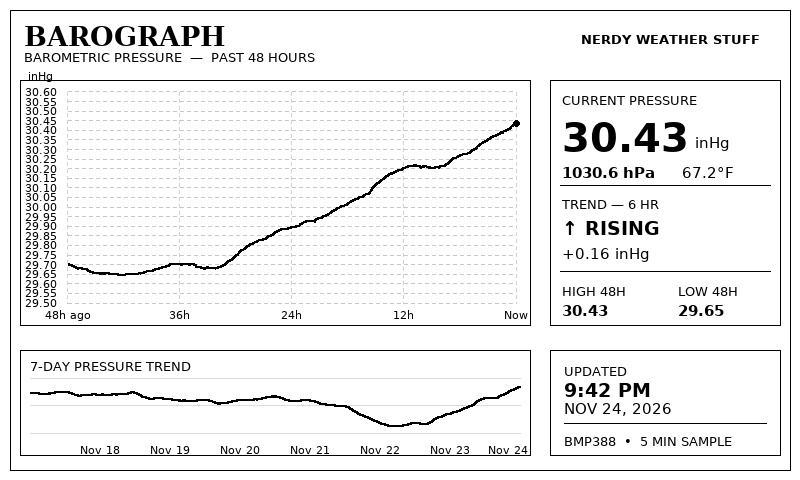 BAROGRAPH
BAROMETRIC PRESSURE — PAST 48 HOURS
NERDY WEATHER STUFF
inHg
30.60
30.55
30.50
30.45
30.40
30.35
30.30
30.25
30.20
30.15
30.10
30.05
30.00
29.95
29.90
29.85
29.80
29.75
29.70
29.65
29.60
29.55
29.50
48h ago 36h 24h 12h Now
CURRENT PRESSURE
30.43 inHg
1030.6 hPa 67.2°F
TREND — 6 HR
↑ RISING
+0.16 inHg
HIGH 48H LOW 48H
30.43 29.65
7-DAY PRESSURE TREND
Nov 18 Nov 19 Nov 20 Nov 21 Nov 22 Nov 23 Nov 24
UPDATED
9:42 PM
NOV 24, 2026
BMP388 • 5 MIN SAMPLE